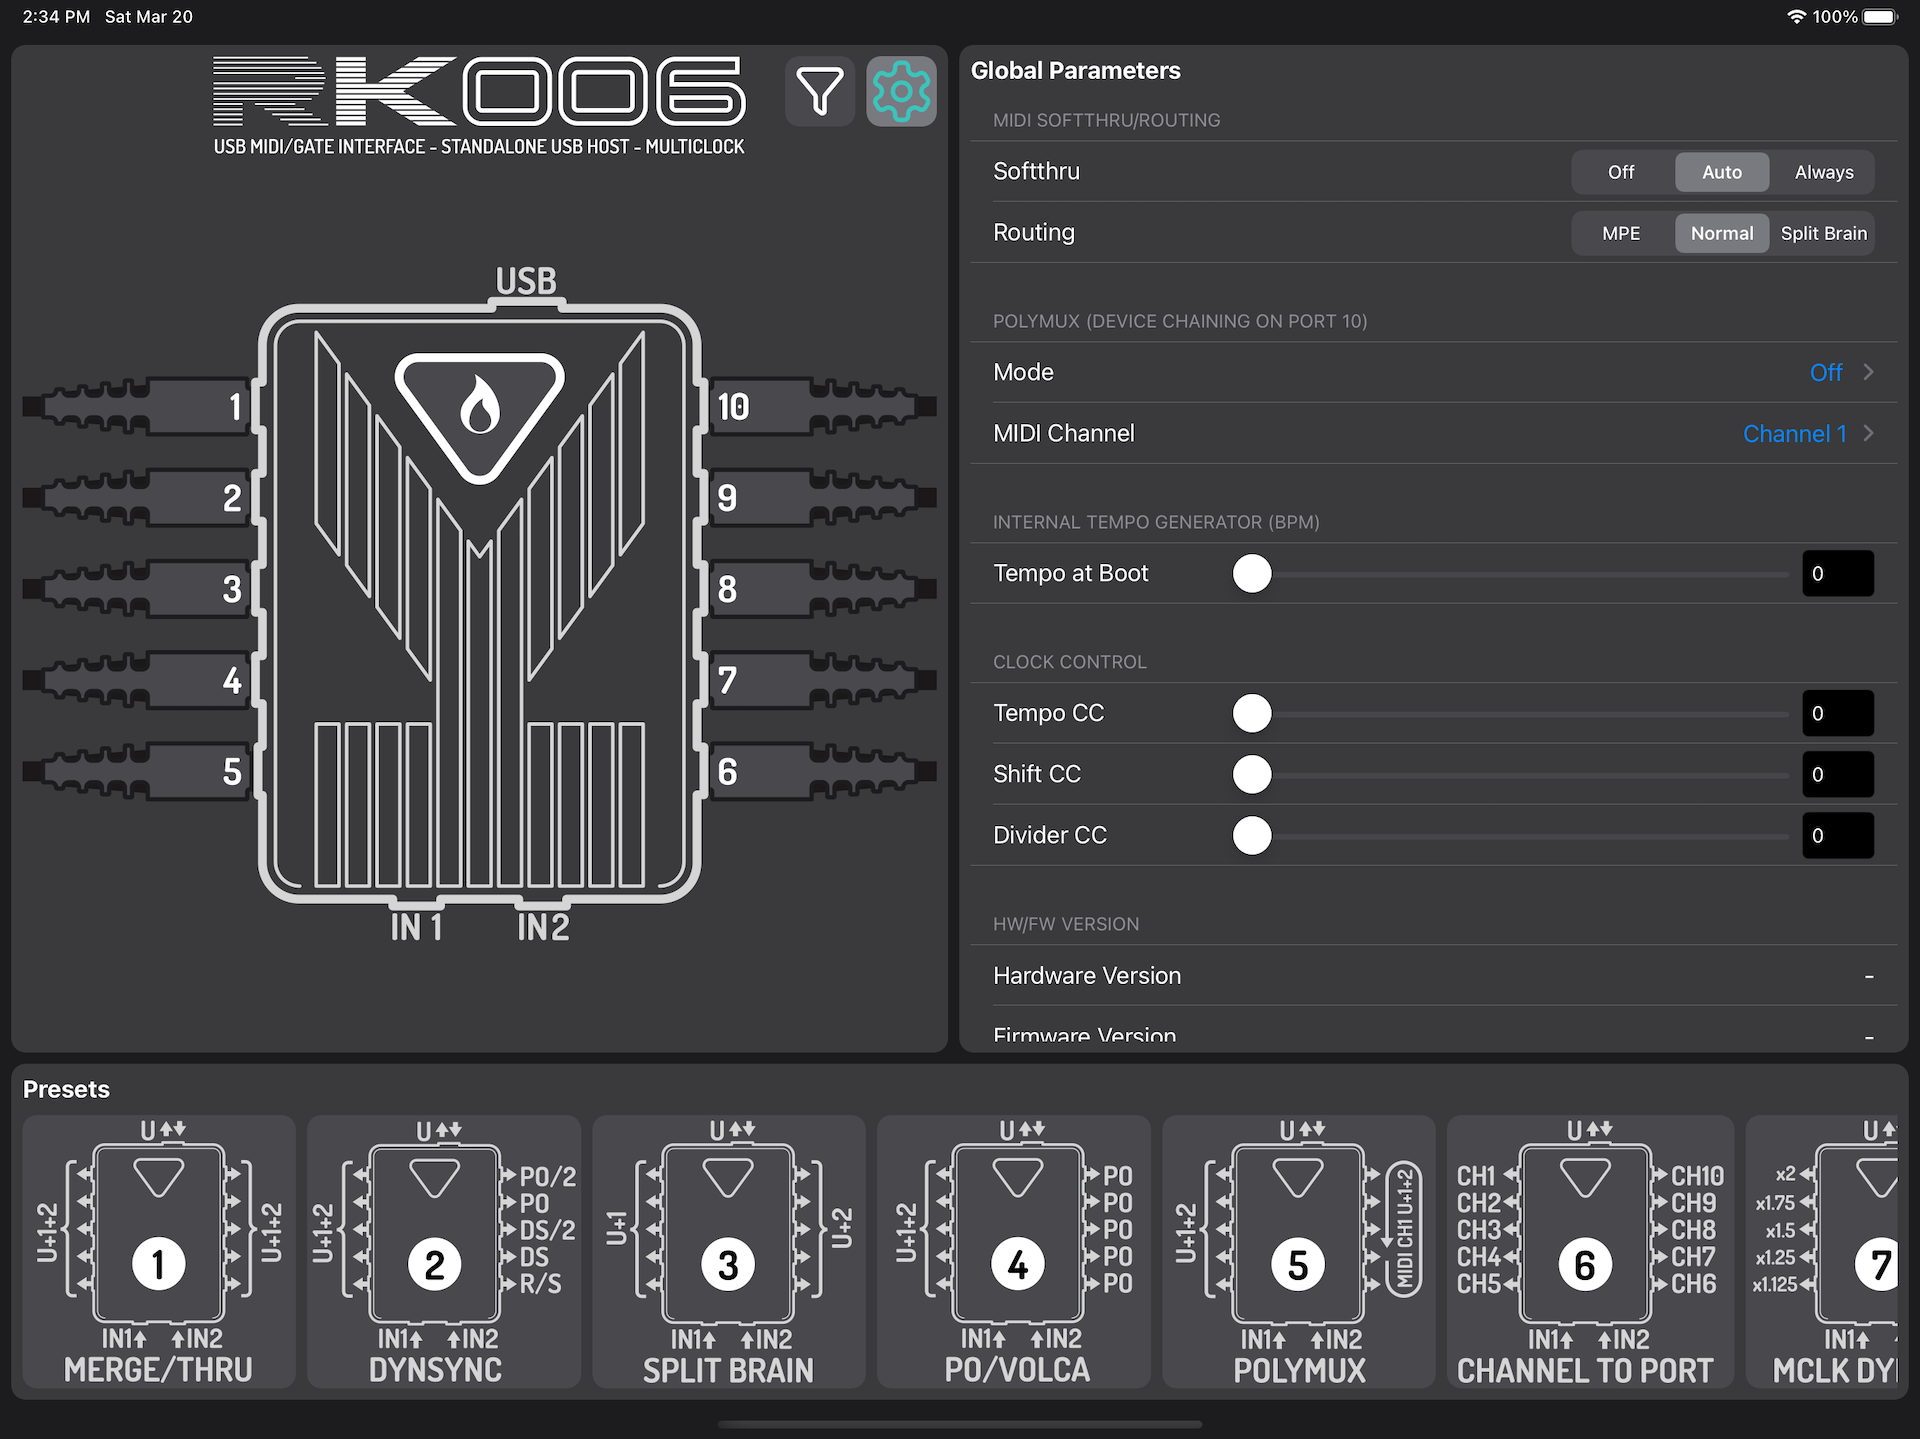 2:34 PM Sat Mar 20
100%
RK006
USB MIDI/GATE INTERFACE - STANDALONE USB HOST - MULTICLOCK
USB
1
2
3
4
5
10
9
8
7
6
IN 1 IN 2
Global Parameters
MIDI SOFTTHRU/ROUTING
Softthru Off Auto Always
Routing MPE Normal Split Brain
POLYMUX (DEVICE CHAINING ON PORT 10)
Mode Off
MIDI Channel Channel 1
INTERNAL TEMPO GENERATOR (BPM)
Tempo at Boot 0
CLOCK CONTROL
Tempo CC 0
Shift CC 0
Divider CC 0
HW/FW VERSION
Hardware Version -
Firmware Version -
Presets
U
U+1+2
U+1+2
1
IN1 IN2
MERGE/THRU
U
U+1+2
PO/2
PO
DS/2
DS
R/S
2
IN1 IN2
DYNSYNC
U
U+1
U+2
3
IN1 IN2
SPLIT BRAIN
U
U+1+2
PO
PO
PO
PO
PO
4
IN1 IN2
PO/VOLCA
U
U+1+2
MIDI CH1 U+1+2
5
IN1 IN2
POLYMUX
U
CH1 CH10
CH2 CH9
CH3 CH8
CH4 CH7
CH5 CH6
6
IN1 IN2
CHANNEL TO PORT
U
x2
x1.75
x1.5
x1.25
x1.125
7
IN1
MCLK DY